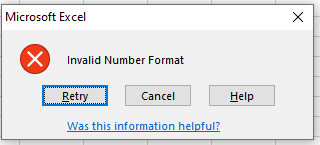 Microsoft Excel
Invalid Number Format
Retry Cancel Help
Was this information helpful?